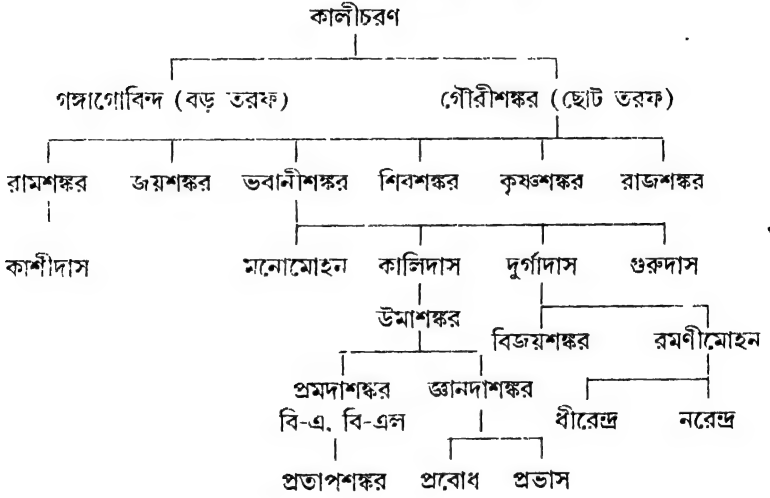 কালীচরণ
গঙ্গাগোবিন্দ (বড় তরফ) গৌরীশঙ্কর (ছোট তরফ)
রামশঙ্কর জয়শঙ্কর ভবানীশঙ্কর শিবশঙ্কর কৃষ্ণশঙ্কর রাজশঙ্কর
কাশীদাস মনোমোহন কালিদাস দুর্গাদাস গুরুদাস
উমাশঙ্কর
বিজয়শঙ্কর রমণীমোহন
প্রমদাশঙ্কর জ্ঞানদাশঙ্কর
বি-এ, বি-এল ধীরেন্দ্র নরেন্দ্র
প্রতাপশঙ্কর প্রবোধ প্রভাস